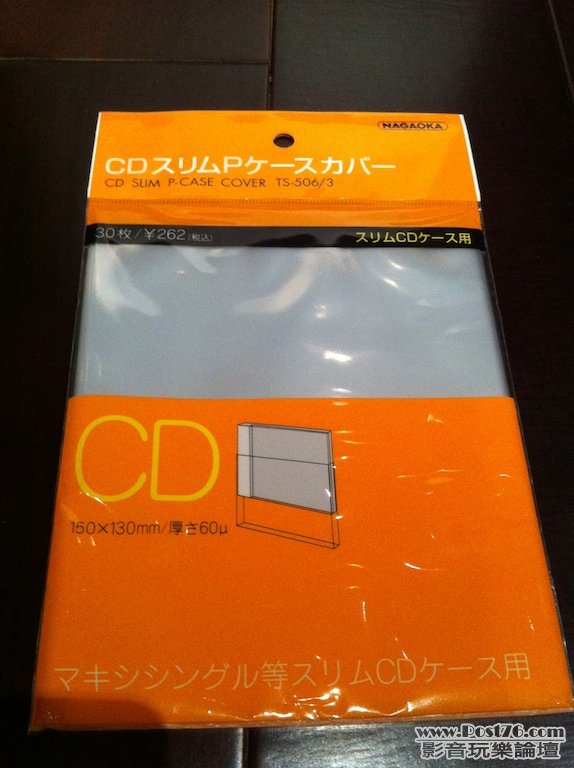 NAGAOKA
CDスリムPケースカバー
CD SLIM P-CASE COVER TS-506/3
30枚/¥262(税込)
スリムCDケース用
CD
150×130mm/厚さ60μ
マキシシングル等スリムCDケース用
www.Post76.com
影音玩樂論壇